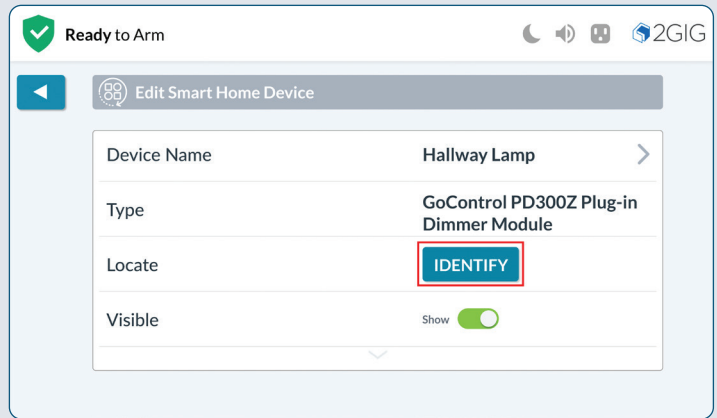 Ready to Arm
2GIG
Edit Smart Home Device
Device Name
Hallway Lamp
Type
GoControl PD300Z Plug-in
Dimmer Module
Locate
IDENTIFY
Visible
Show